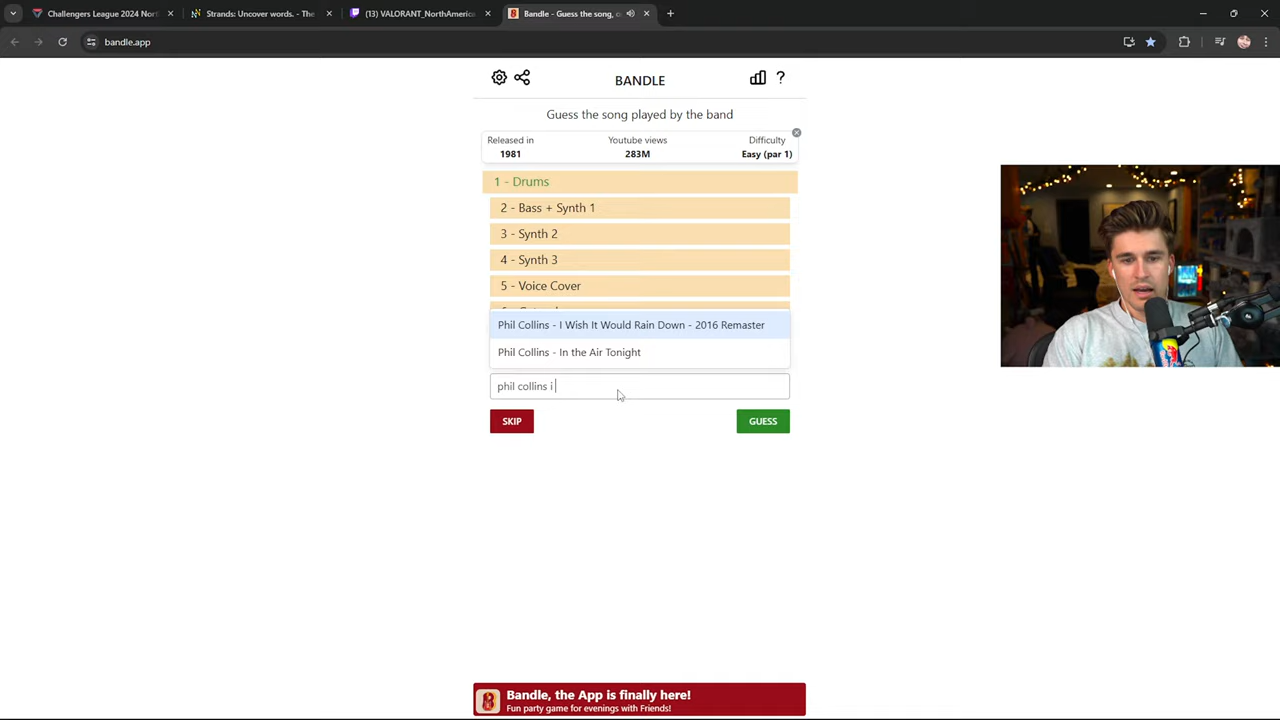 Challengers League 2024 North
Strands: Uncover words. - The
(13) VALORANT_NorthAmerica
Bandle - Guess the song, o
bandle.app
BANDLE
?
Guess the song played by the band
Released in
1981
Youtube views
283M
Difficulty
Easy (par 1)
1 - Drums
2 - Bass + Synth 1
3 - Synth 2
4 - Synth 3
5 - Voice Cover
Phil Collins - I Wish It Would Rain Down - 2016 Remaster
Phil Collins - In the Air Tonight
phil collins i
SKIP
GUESS
Bandle, the App is finally here!
Fun party game for evenings with Friends!